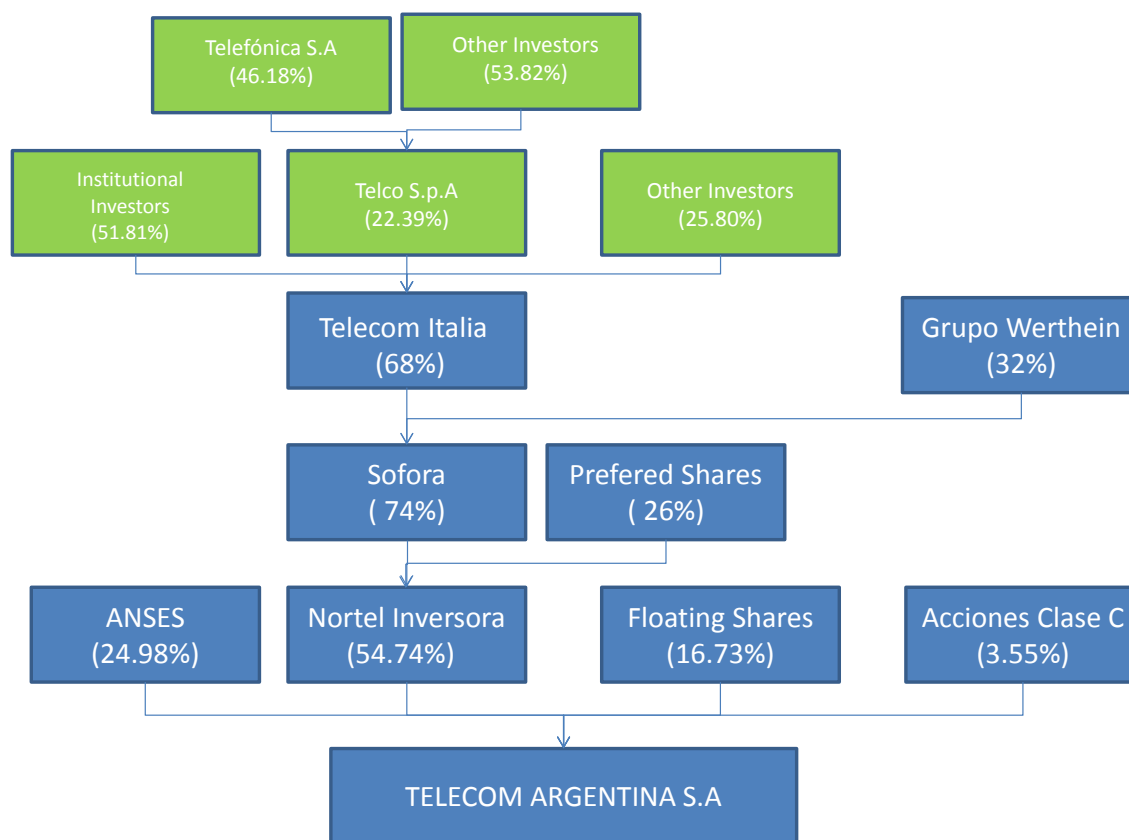 Telefónica S.A
(46.18%)
Other Investors
(53.82%)
Institutional
Investors
(51.81%)
Telco S.p.A
(22.39%)
Other Investors
(25.80%)
Telecom Italia
(68%)
Grupo Werthein
(32%)
Sofora
( 74%)
Prefered Shares
( 26%)
ANSES
(24.98%)
Nortel Inversora
(54.74%)
Floating Shares
(16.73%)
Acciones Clase C
(3.55%)
TELECOM ARGENTINA S.A